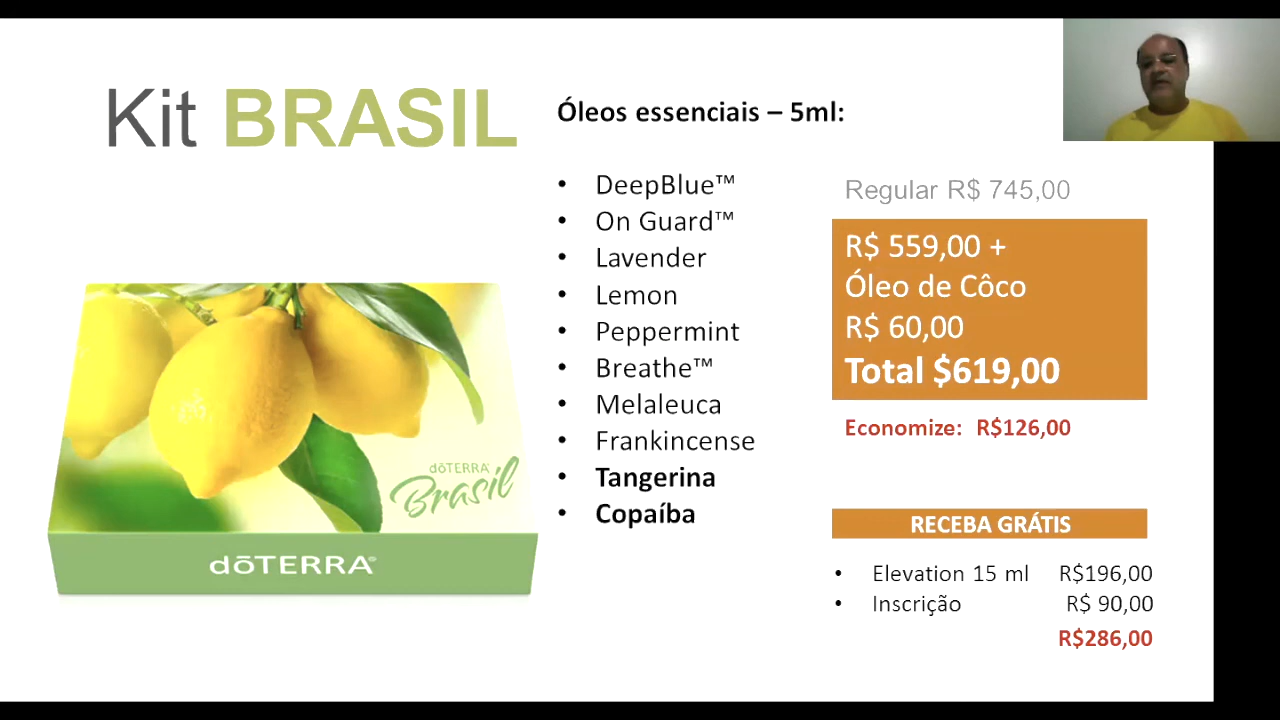 Kit BRASIL
Óleos essenciais – 5ml:
• DeepBlue™
• On Guard™
• Lavender
• Lemon
• Peppermint
• Breathe™
• Melaleuca
• Frankincense
• Tangerina
• Copaíba
Regular R$ 745,00
R$ 559,00 +
Óleo de Côco
R$ 60,00
Total $619,00
Economize: R$126,00
RECEBA GRÁTIS
• Elevation 15 ml R$196,00
• Inscrição R$ 90,00
R$286,00
dōTERRA
Brasil
dōTERRA®